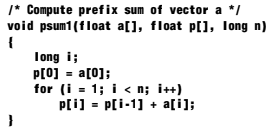 /* Compute prefix sum of vector a */
void psum1(float a[], float p[], long n)
{
    long i;
    p[0] = a[0];
    for (i = 1; i < n; i++)
        p[i] = p[i-1] + a[i];
}